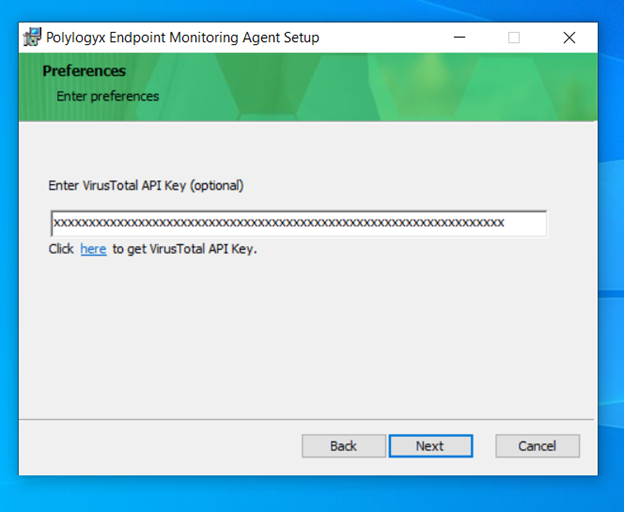 Polylogyx Endpoint Monitoring Agent Setup
Preferences
Enter preferences
Enter VirusTotal API Key (optional)
xxxxxxxxxxxxxxxxxxxxxxxxxxxxxxxxxxxxxxxxxxxxxxxxxxxxxxxxxxxxxxxx
Click here to get VirusTotal API Key.
Back Next Cancel